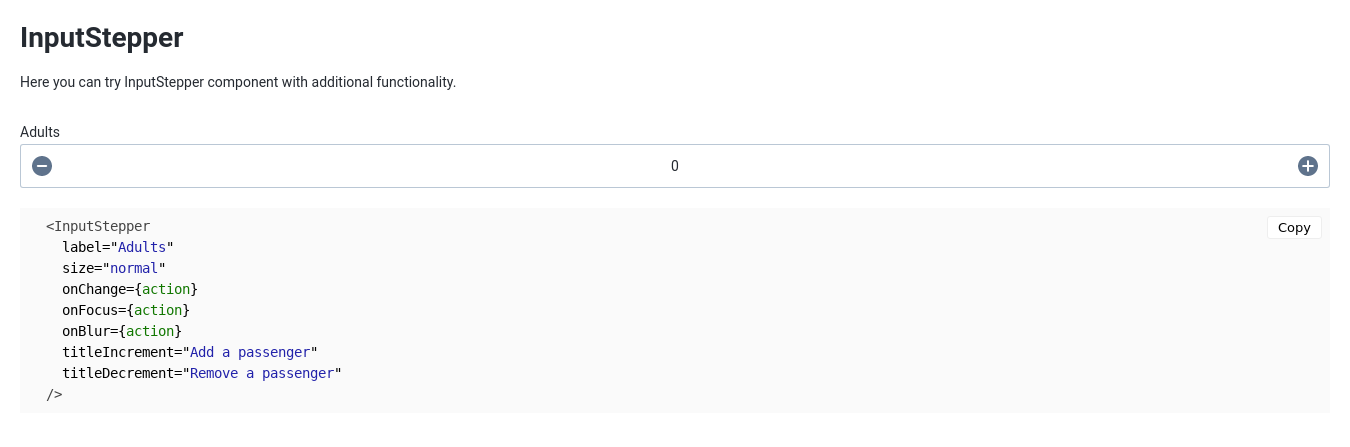 InputStepper
Here you can try InputStepper component with additional functionality.
Adults
0
Copy
<InputStepper
  label="Adults"
  size="normal"
  onChange={action}
  onFocus={action}
  onBlur={action}
  titleIncrement="Add a passenger"
  titleDecrement="Remove a passenger"
/>